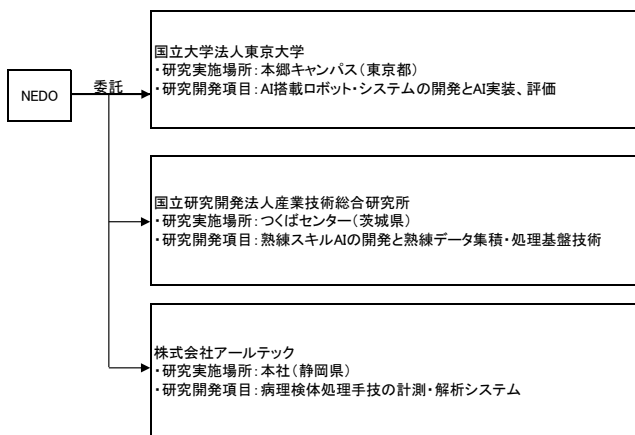 NEDO
委託
国立大学法人東京大学
・研究実施場所：本郷キャンパス（東京都）
・研究開発項目：AI搭載ロボット・システムの開発とAI実装、評価
国立研究開発法人産業技術総合研究所
・研究実施場所：つくばセンター（茨城県）
・研究開発項目：熟練スキルAIの開発と熟練データ集積・処理基盤技術
株式会社アールテック
・研究実施場所：本社（静岡県）
・研究開発項目：病理検体処理手技の計測・解析システム